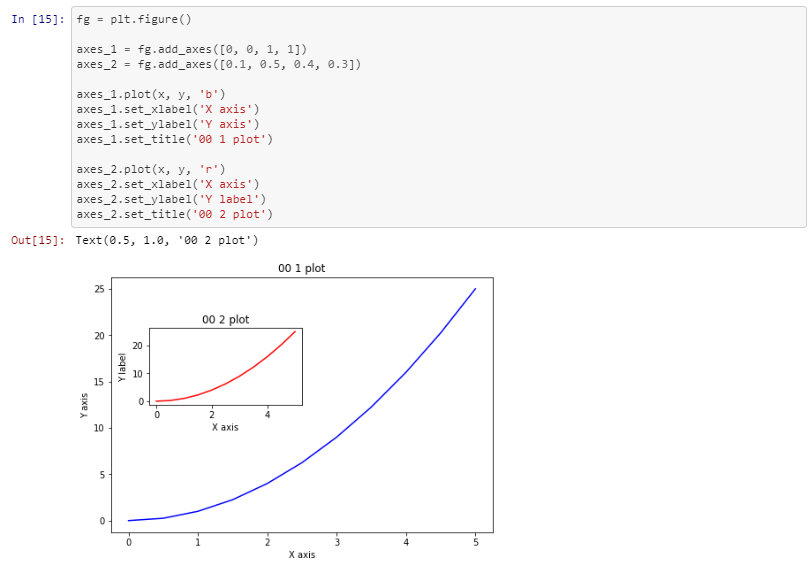 In [15]: fg = plt.figure()
axes_1 = fg.add_axes([0, 0, 1, 1])
axes_2 = fg.add_axes([0.1, 0.5, 0.4, 0.3])
axes_1.plot(x, y, 'b')
axes_1.set_xlabel('X axis')
axes_1.set_ylabel('Y axis')
axes_1.set_title('00 1 plot')
axes_2.plot(x, y, 'r')
axes_2.set_xlabel('X axis')
axes_2.set_ylabel('Y label')
axes_2.set_title('00 2 plot')
Out[15]: Text(0.5, 1.0, '00 2 plot')
00 1 plot
25
20
15
10
5
0
Y axis
00 2 plot
20
10
0
Y label
0 2 4
X axis
0 1 2 3 4 5
X axis